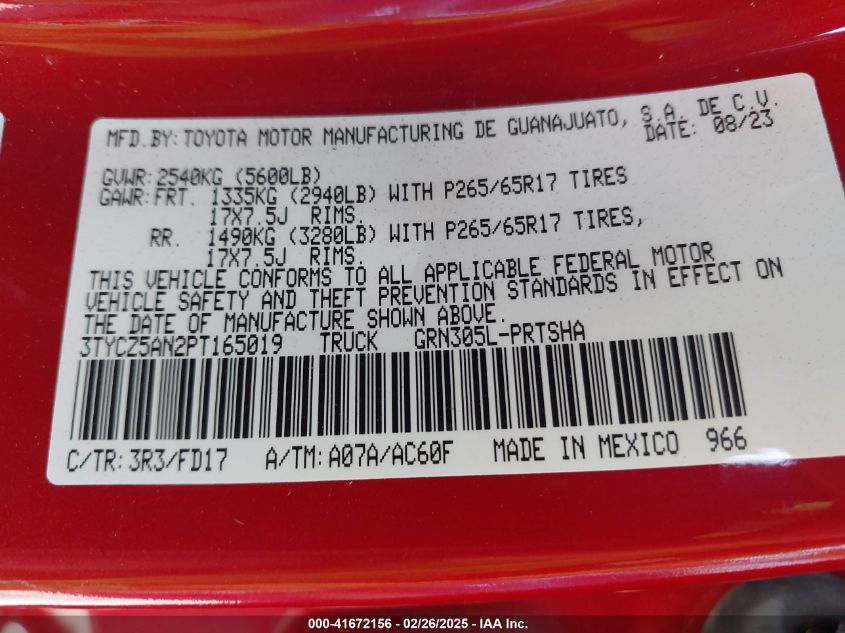 MFD.BY:TOYOTA MOTOR MANUFACTURING DE GUANAJUATO, S.A. DE C.V.
DATE: 08/23
GVWR:2540KG (5600LB)
GAWR:FRT. 1335KG (2940LB) WITH P265/65R17 TIRES
17X7.5J RIMS.
RR. 1490KG (3280LB) WITH P265/65R17 TIRES,
17X7.5J RIMS.
THIS VEHICLE CONFORMS TO ALL APPLICABLE FEDERAL MOTOR
VEHICLE SAFETY AND THEFT PREVENTION STANDARDS IN EFFECT ON
THE DATE OF MANUFACTURE SHOWN ABOVE.
3TYCZ5AN2PT165019 TRUCK GRN305L-PRTSHA
C/TR:3R3/FD17 A/TM:A07A/AC60F MADE IN MEXICO 966
000-41672156 - 02/26/2025 - IAA Inc.